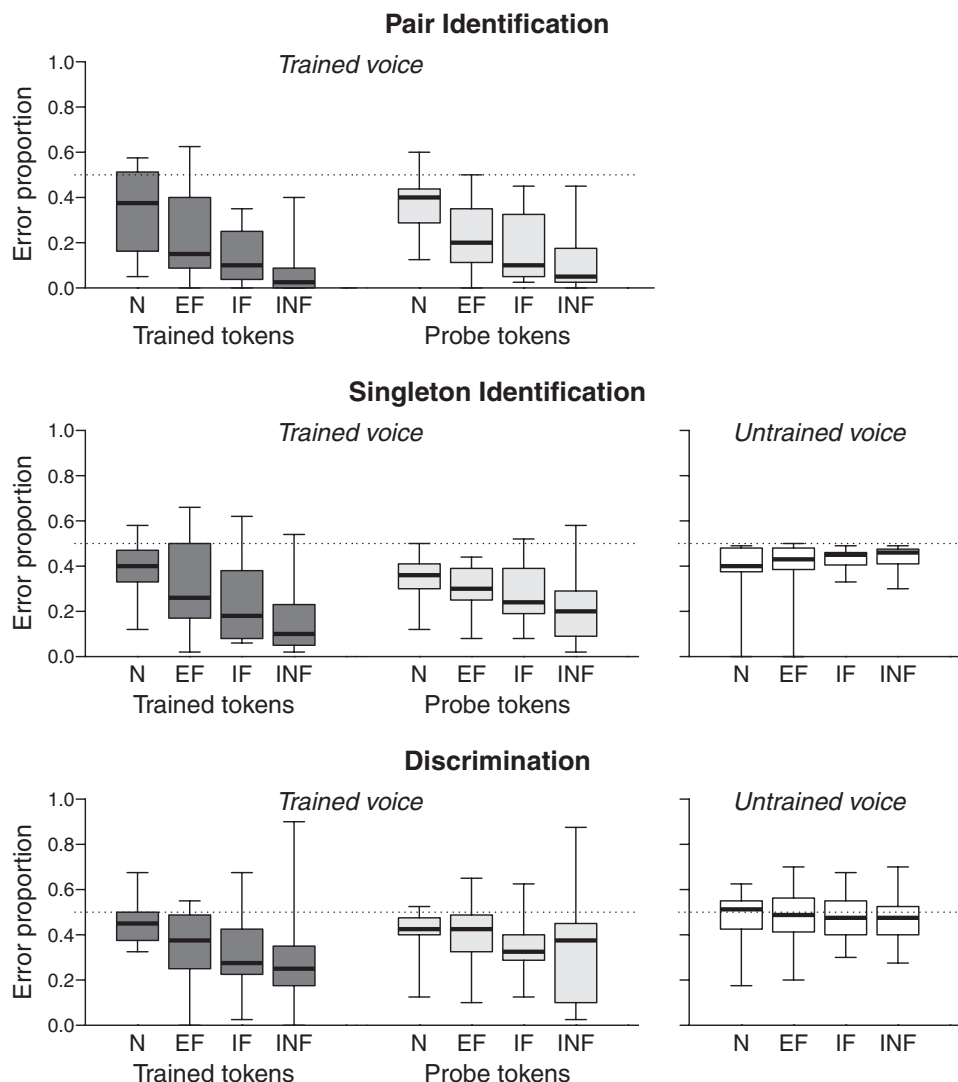 Pair Identification
Trained voice
Error proportion
1.0
0.8
0.6
0.4
0.2
0.0
N EF IF INF N EF IF INF
Trained tokens Probe tokens
Singleton Identification
Trained voice Untrained voice
Error proportion
1.0
0.8
0.6
0.4
0.2
0.0
N EF IF INF N EF IF INF N EF IF INF
Trained tokens Probe tokens
Discrimination
Trained voice Untrained voice
Error proportion
1.0
0.8
0.6
0.4
0.2
0.0
N EF IF INF N EF IF INF N EF IF INF
Trained tokens Probe tokens